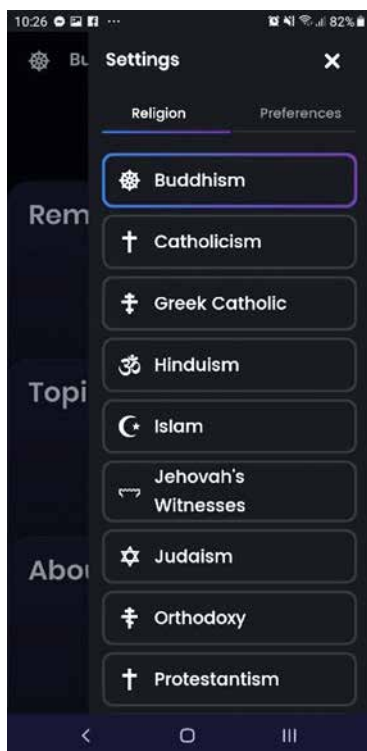 10:26 82%
Bu Settings
Religion Preferences
Buddhism
Rem
Catholicism
Greek Catholic
Hinduism
Topi
Islam
Jehovah's
Witnesses
Judaism
Abou
Orthodoxy
Protestantism